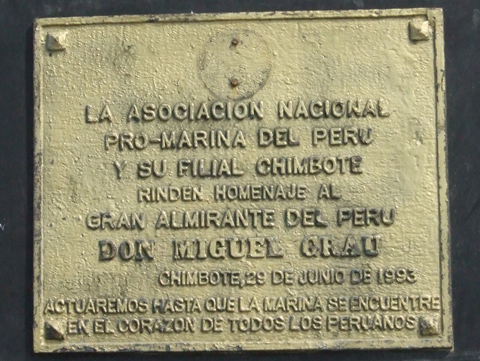 LA ASOCIACION NACIONAL
PRO-MARINA DEL PERU
Y SU FILIAL CHIMBOTE
RINDEN HOMENAJE AL
GRAN ALMIRANTE DEL PERU
DON MIGUEL GRAU
CHIMBOTE, 29 DE JUNIO DE 1993
ACTUAREMOS HASTA QUE LA MARINA SE ENCUENTRE
EN EL CORAZON DE TODOS LOS PERUANOS